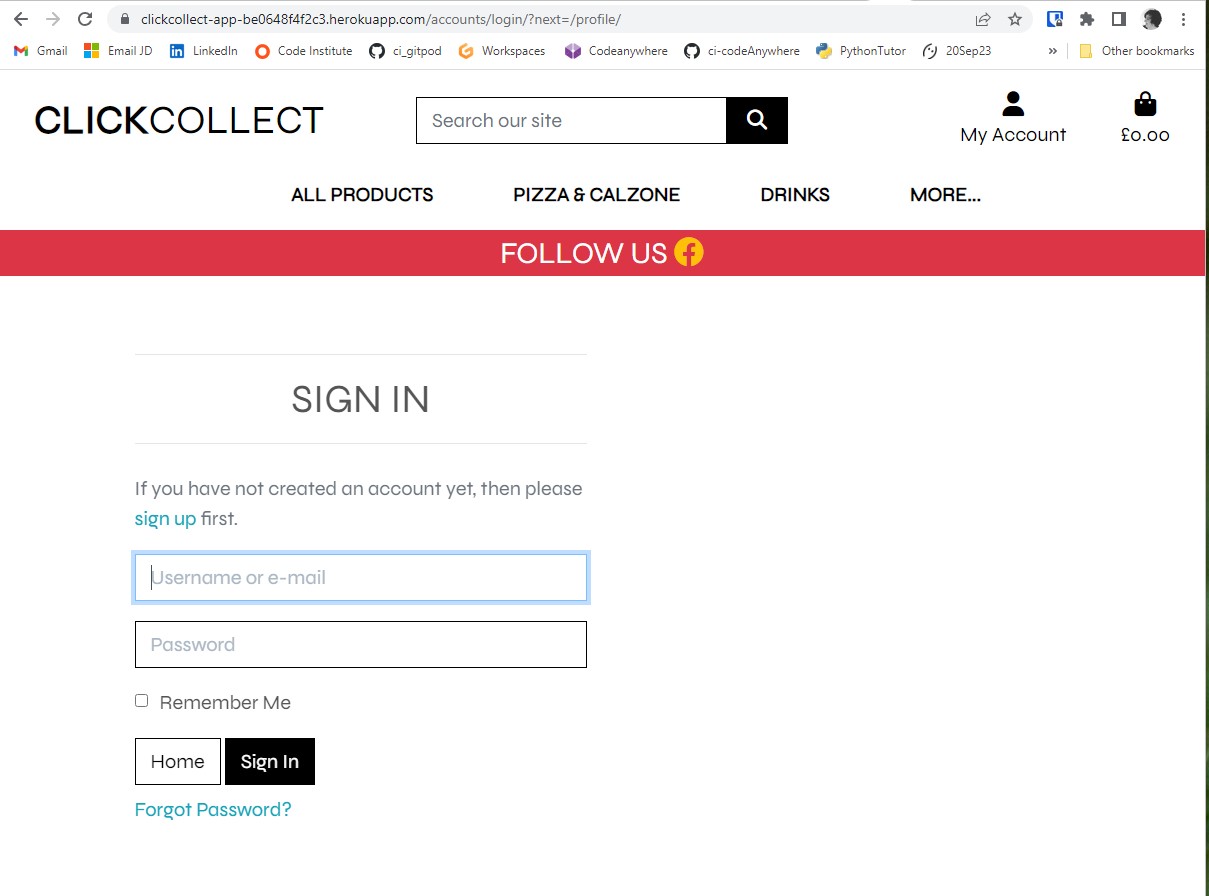 clickcollect-app-be0648f4f2c3.herokuapp.com/accounts/login/?next=/profile/
Gmail Email JD LinkedIn Code Institute ci_gitpod Workspaces Codeanywhere ci-codeAnywhere PythonTutor 20Sep23 » Other bookmarks
CLICKCOLLECT
Search our site
My Account
£0.00
ALL PRODUCTS PIZZA & CALZONE DRINKS MORE...
FOLLOW US
SIGN IN
If you have not created an account yet, then please
sign up first.
Username or e-mail
Password
Remember Me
Home Sign In
Forgot Password?